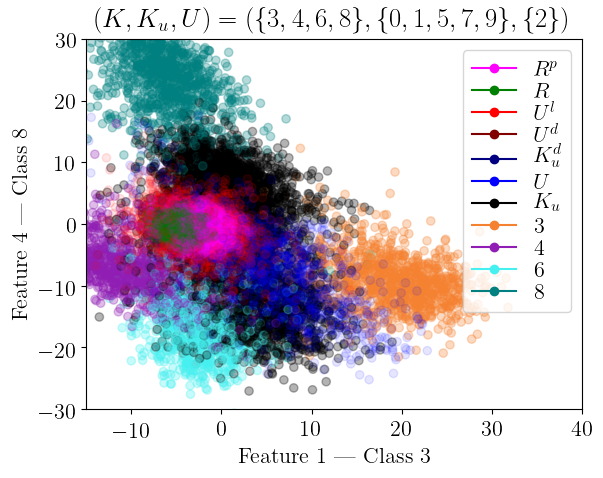 (K, K_u, U) = ({3, 4, 6, 8}, {0, 1, 5, 7, 9}, {2})
30
20
10
0
−10
−20
−30
−10
0
10
20
30
40
Feature 4 — Class 8
Feature 1 — Class 3
R^p
R
U^l
U^d
K_u^d
U
K_u
3
4
6
8